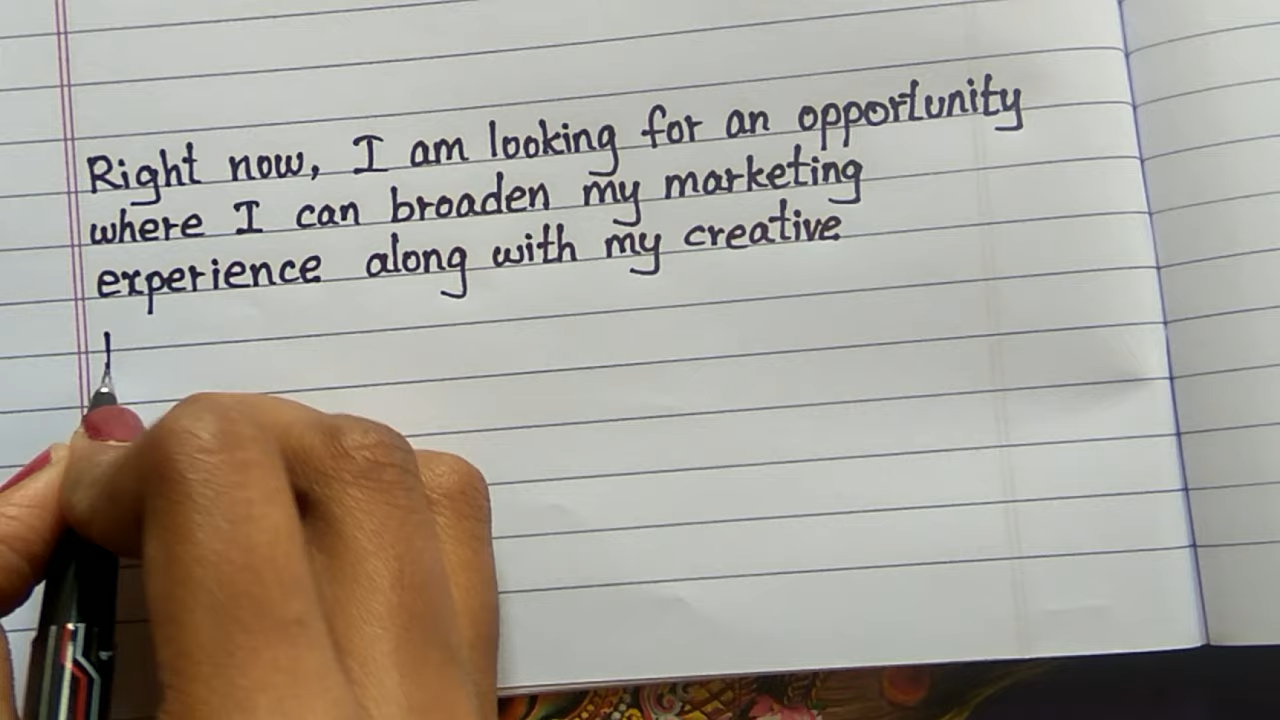 Right now, I am looking for an opportunity
where I can broaden my marketing
experience along with my creative